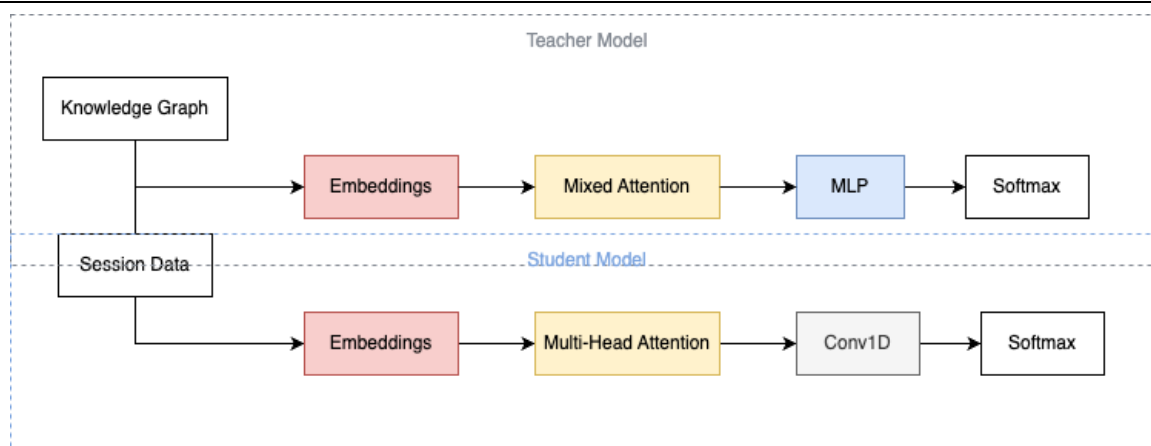 Teacher Model
Knowledge Graph
Embeddings
Mixed Attention
MLP
Softmax
Session Data
Student Model
Embeddings
Multi-Head Attention
Conv1D
Softmax